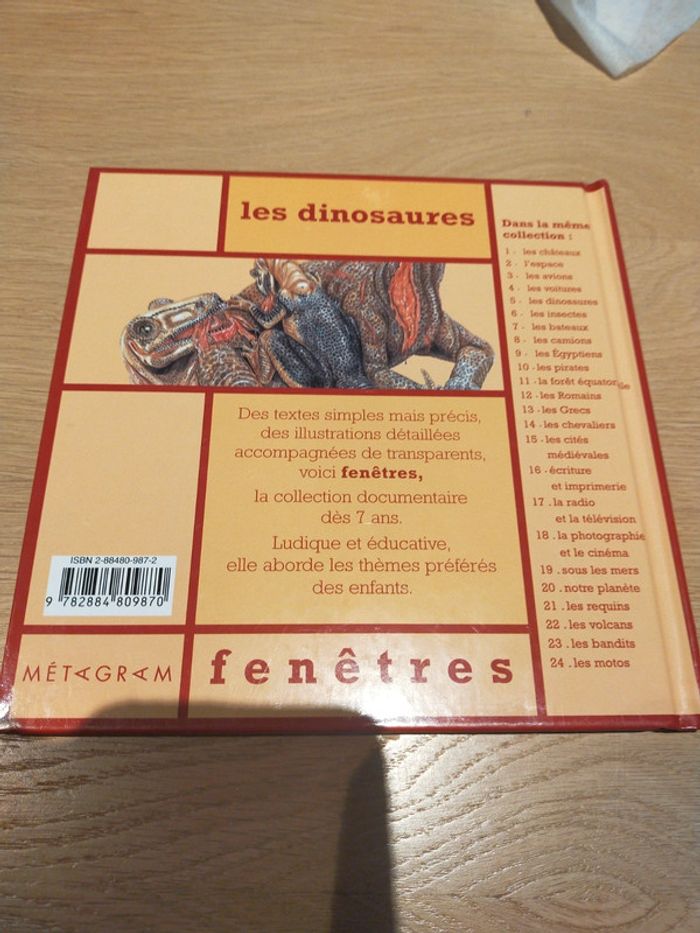 les dinosaures
Des textes simples mais précis,
des illustrations détaillées
accompagnées de transparents,
voici fenêtres,
la collection documentaire
dès 7 ans.
Ludique et éducative,
elle aborde les thèmes préférés
des enfants.
ISBN 2-88480-987-2
9 782884 809870
MÉTAGRAM
fenêtres
Dans la même
collection :
1 - les châteaux
2 - l'espace
3 - les avions
4 - les voitures
5 - les dinosaures
6 - les insectes
7 - les bateaux
8 - les camions
9 - les Égyptiens
10 - les pirates
11 - la forêt équatoriale
12 - les Romains
13 - les Grecs
14 - les chevaliers
15 - les cités
médiévales
16 - écriture
et imprimerie
17 . la radio
et la télévision
18 . la photographie
et le cinéma
19 . sous les mers
20 . notre planète
21 . les requins
22 . les volcans
23 . les bandits
24 . les motos